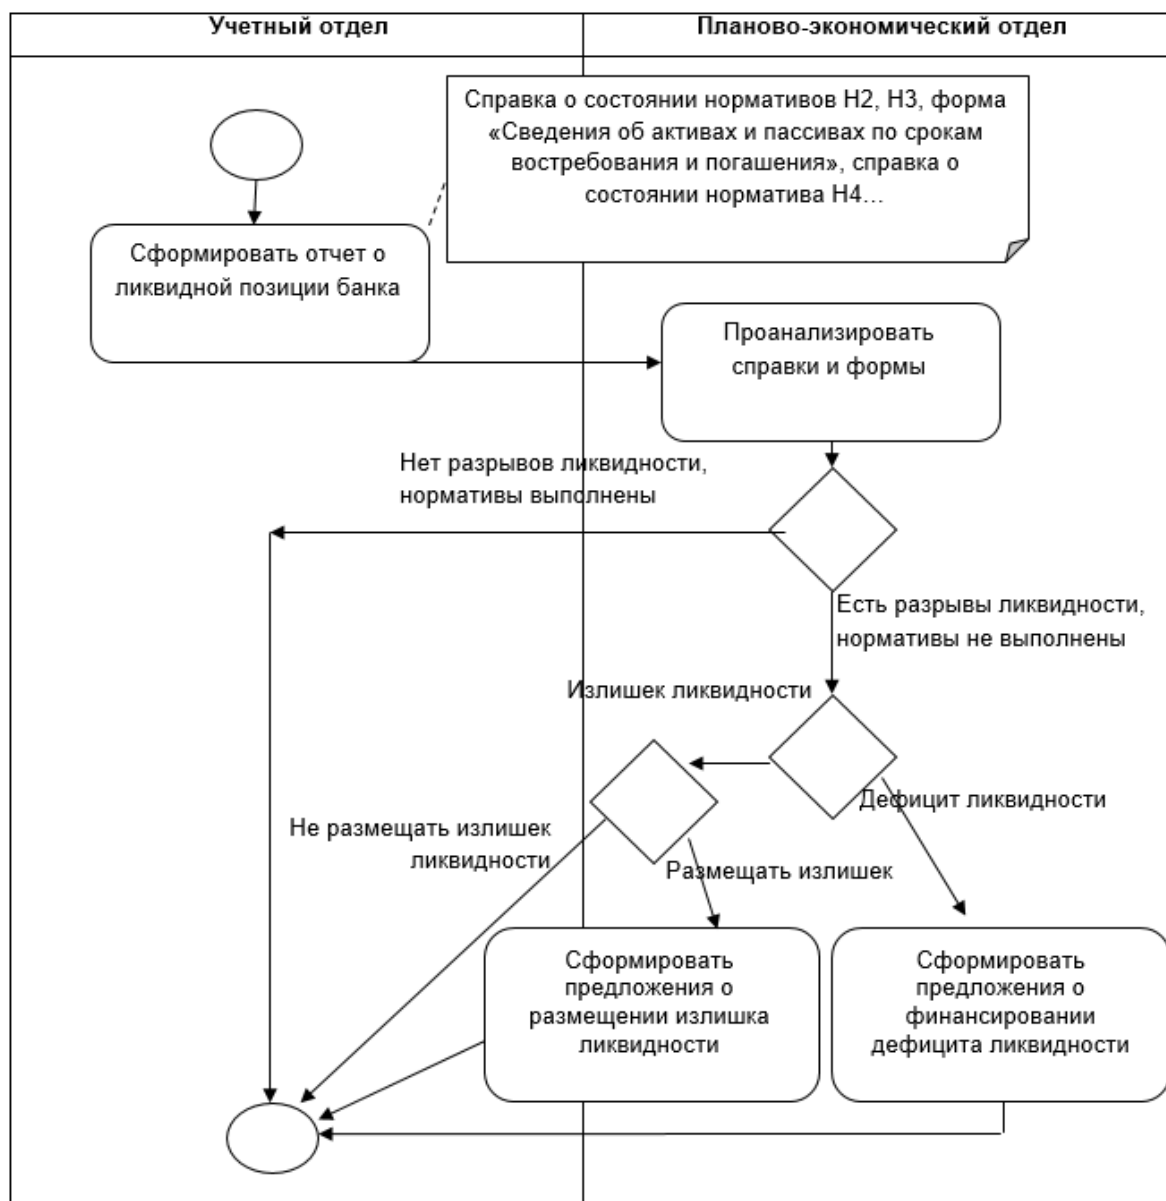 Учетный отдел
Планово-экономический отдел
Справка о состоянии нормативов Н2, Н3, форма
«Сведения об активах и пассивах по срокам
востребования и погашения», справка о
состоянии норматива Н4…
Сформировать отчет о
ликвидной позиции банка
Проанализировать
справки и формы
Нет разрывов ликвидности,
нормативы выполнены
Есть разрывы ликвидности,
нормативы не выполнены
Излишек ликвидности
Дефицит ликвидности
Не размещать излишек
ликвидности
Размещать излишек
Сформировать
предложения о
размещении излишка
ликвидности
Сформировать
предложения о
финансировании
дефицита ликвидности